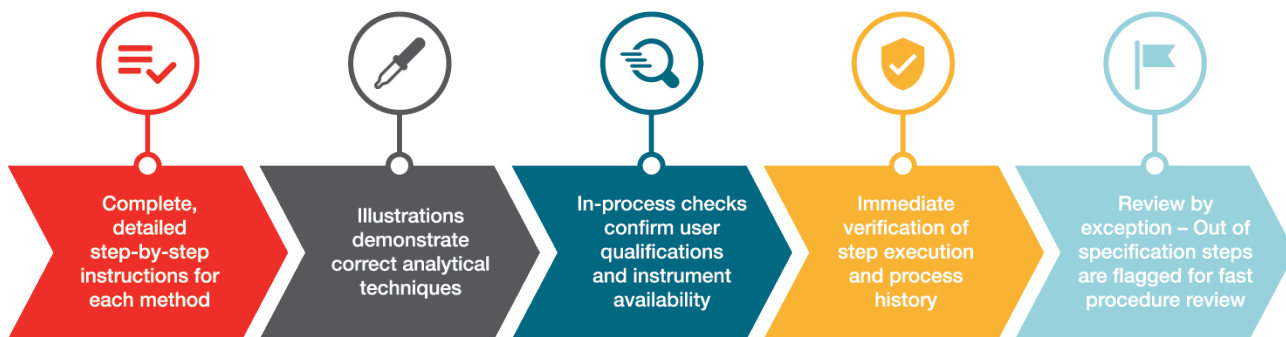 Complete,
detailed
step-by-step
instructions for
each method
Illustrations
demonstrate
correct analytical
techniques
In-process checks
confirm user
qualifications
and instrument
availability
Immediate
verification of
step execution
and process
history
Review by
exception – Out of
specification steps
are flagged for fast
procedure review